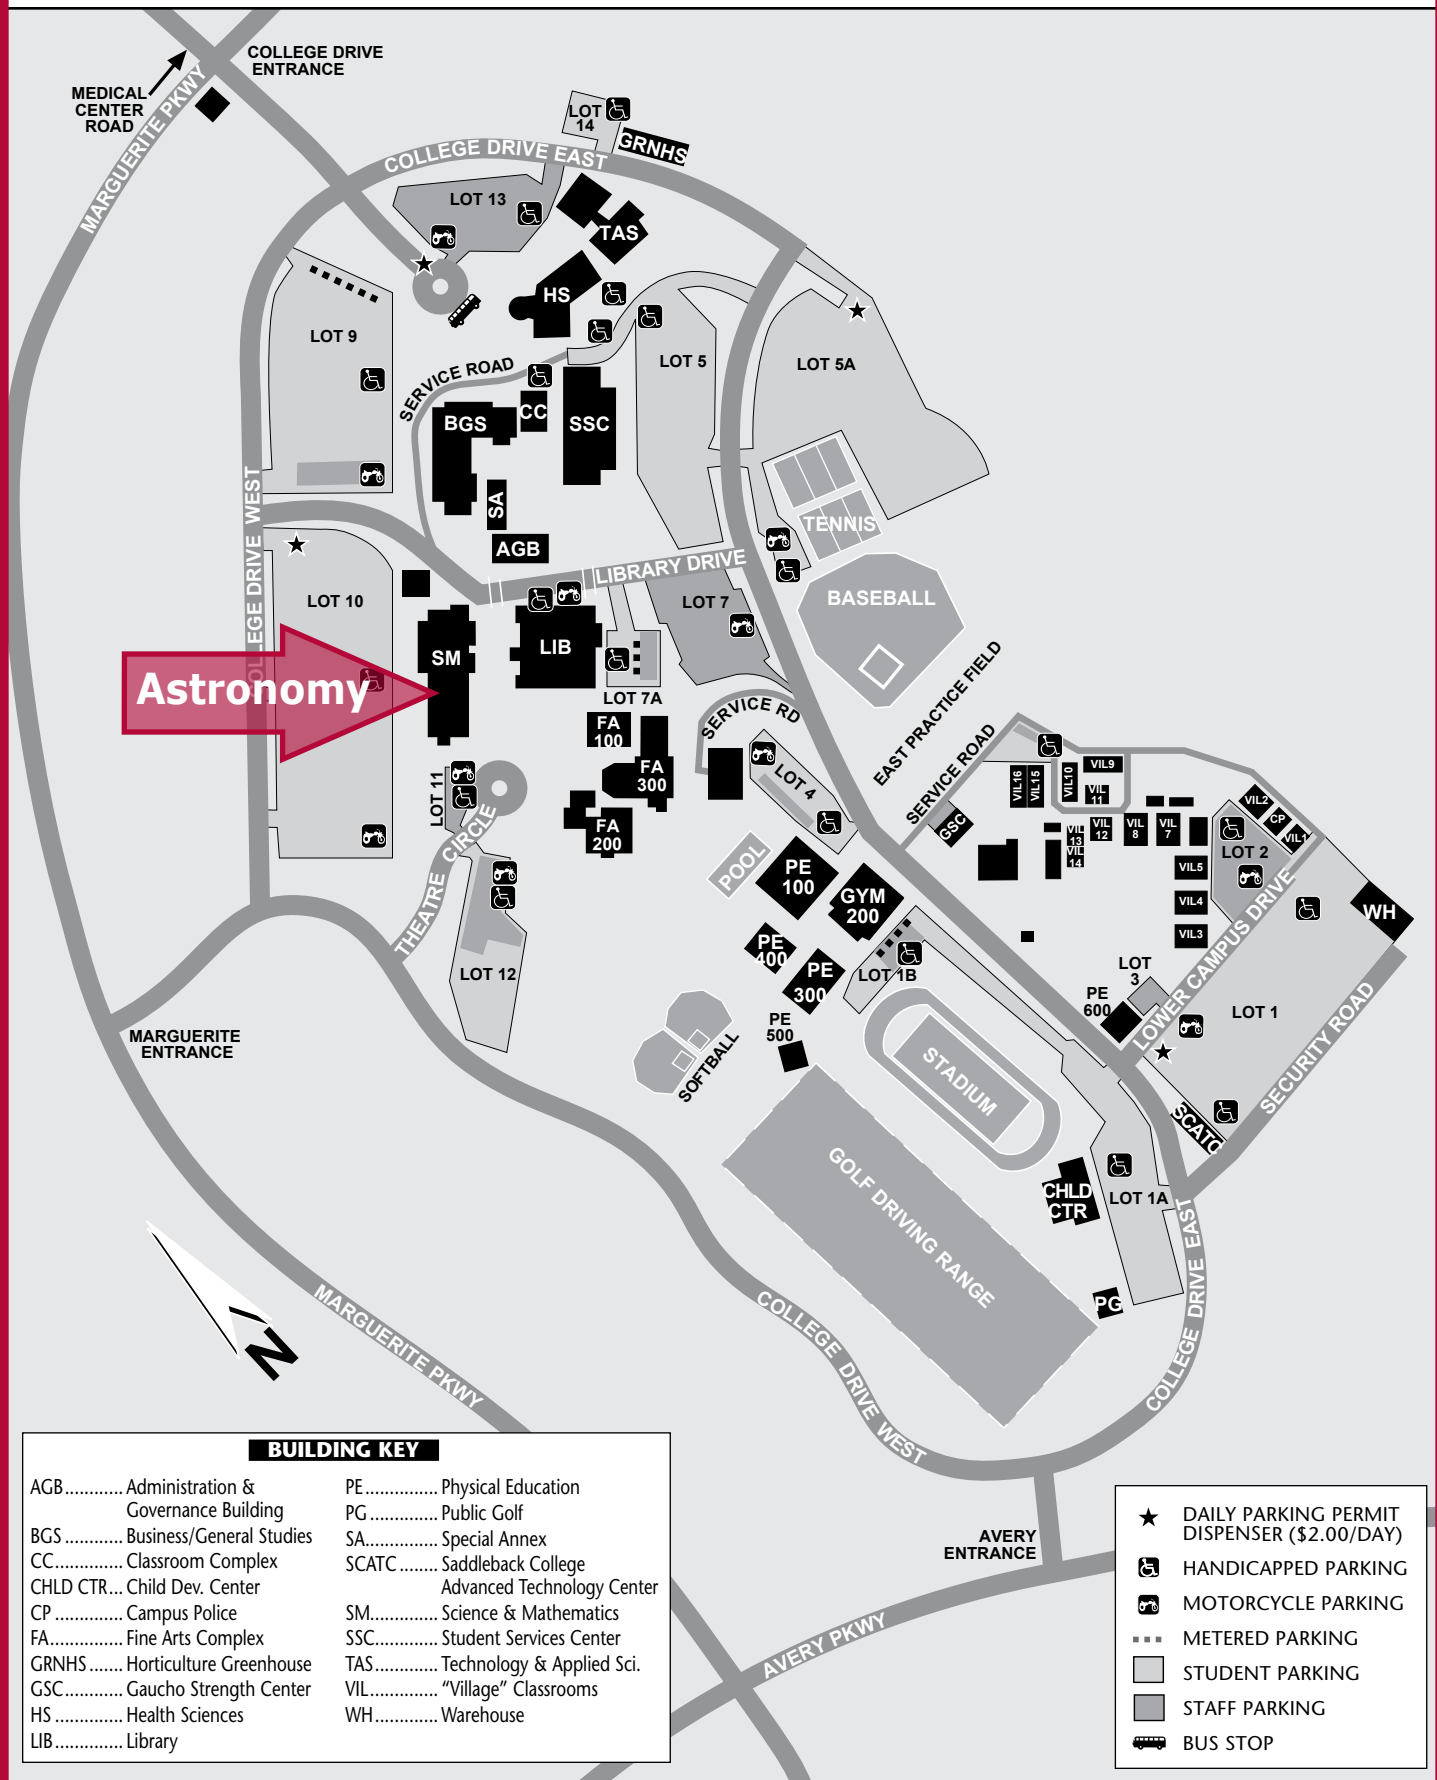 COLLEGE DRIVE
ENTRANCE
MEDICAL
CENTER
ROAD
MARGUERITE PKWY
LOT
14
GRNHS
COLLEGE DRIVE EAST
LOT 13
TAS
HS
LOT 9
LOT 5
LOT 5A
SERVICE ROAD
CC
BGS
SSC
SA
AGB
TENNIS
COLLEGE DRIVE WEST
LIBRARY DRIVE
LOT 10
LOT 7
BASEBALL
SM
LIB
Astronomy
LOT 7A
SERVICE RD
EAST PRACTICE FIELD
FA
100
FA
300
FA
200
LOT 11
THEATRE CIRCLE
LOT 4
SERVICE ROAD
GSC
VIL16
VIL15
VIL10
VIL9
VIL
11
VIL
12
VIL
13
VIL
14
VIL
8
VIL
7
VIL2
CP
VIL1
LOT 2
VIL5
VIL4
VIL3
WH
POOL
PE
100
GYM
200
PE
400
PE
300
LOT 1B
LOT 12
LOT
3
PE
600
LOWER CAMPUS DRIVE
LOT 1
SECURITY ROAD
MARGUERITE
ENTRANCE
PE
500
SOFTBALL
STADIUM
SCATC
GOLF DRIVING RANGE
CHLD
CTR
LOT 1A
PG
COLLEGE DRIVE EAST
N
MARGUERITE PKWY
COLLEGE DRIVE WEST
AVERY
ENTRANCE
AVERY PKWY
BUILDING KEY
AGB............ Administration &
Governance Building
BGS ............ Business/General Studies
CC.............. Classroom Complex
CHLD CTR... Child Dev. Center
CP .............. Campus Police
FA............... Fine Arts Complex
GRNHS ....... Horticulture Greenhouse
GSC............ Gaucho Strength Center
HS .............. Health Sciences
LIB.............. Library
PE ............... Physical Education
PG .............. Public Golf
SA............... Special Annex
SCATC ........ Saddleback College
Advanced Technology Center
SM.............. Science & Mathematics
SSC............. Student Services Center
TAS............. Technology & Applied Sci.
VIL.............. “Village” Classrooms
WH............. Warehouse
DAILY PARKING PERMIT
DISPENSER ($2.00/DAY)
HANDICAPPED PARKING
MOTORCYCLE PARKING
METERED PARKING
STUDENT PARKING
STAFF PARKING
BUS STOP